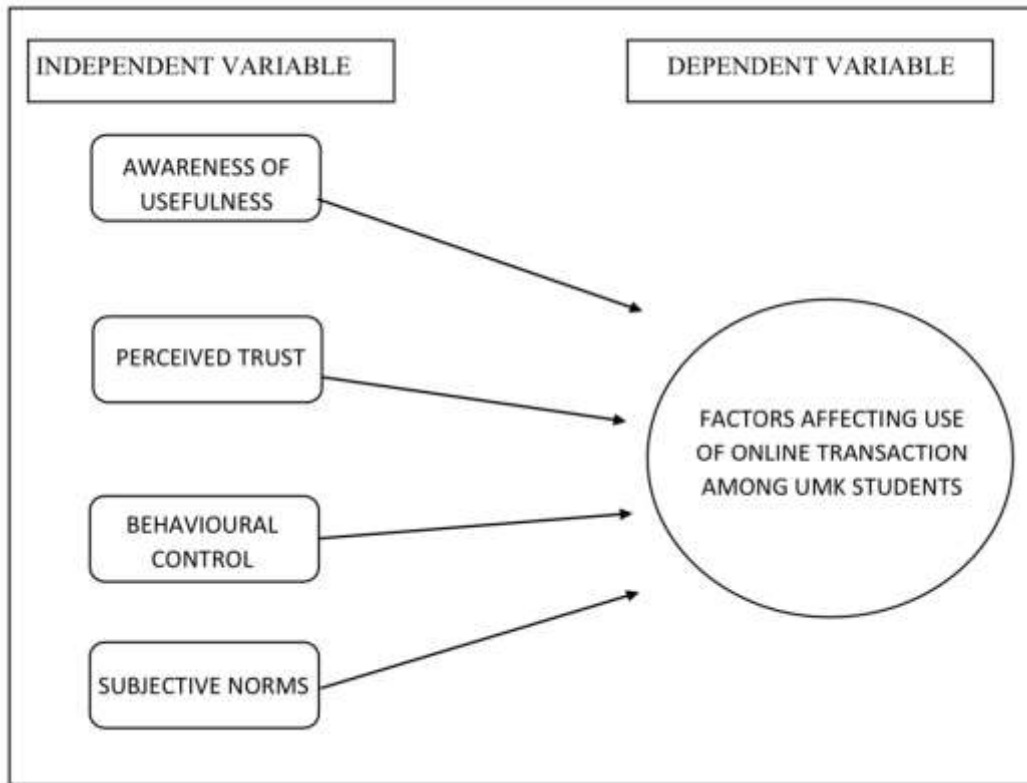 INDEPENDENT VARIABLE
DEPENDENT VARIABLE
AWARENESS OF
USEFULNESS
PERCEIVED TRUST
BEHAVIOURAL
CONTROL
SUBJECTIVE NORMS
FACTORS AFFECTING USE
OF ONLINE TRANSACTION
AMONG UMK STUDENTS